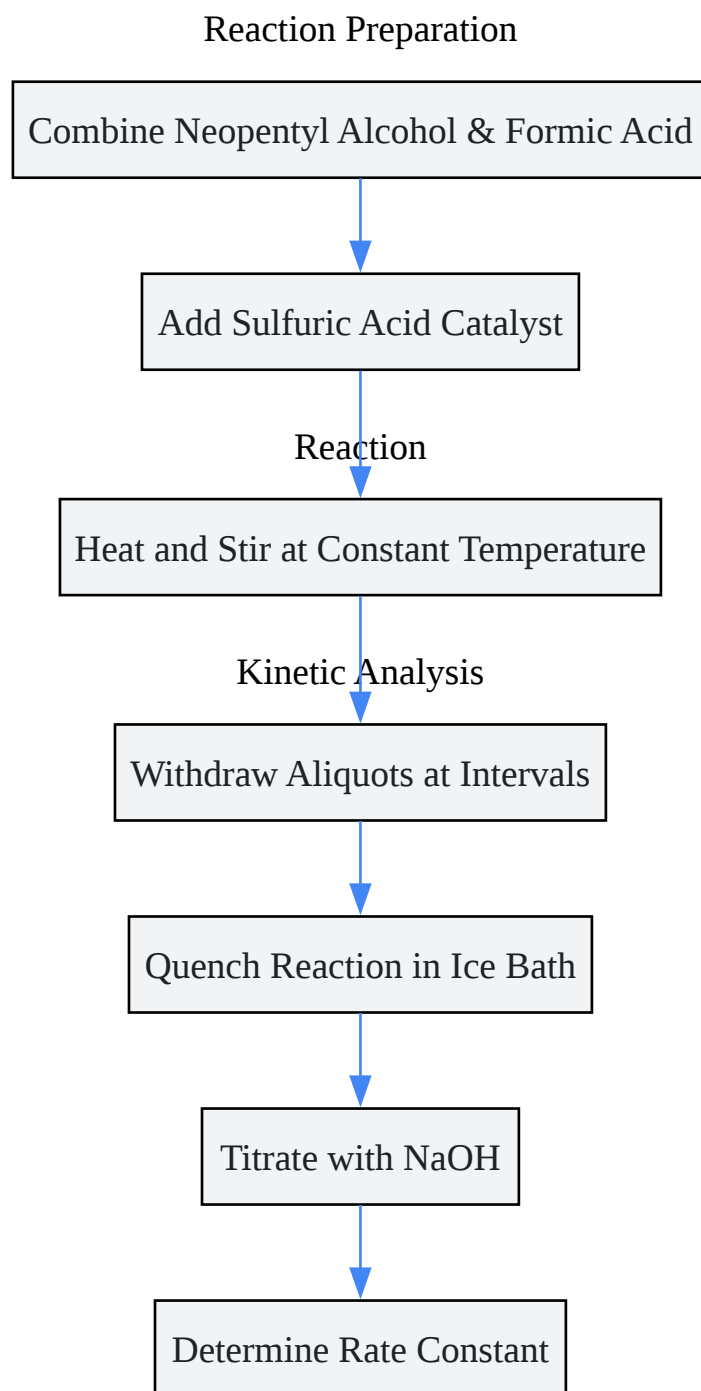 Reaction Preparation
Combine Neopentyl Alcohol & Formic Acid
Add Sulfuric Acid Catalyst
Reaction
Heat and Stir at Constant Temperature
Kinetic Analysis
Withdraw Aliquots at Intervals
Quench Reaction in Ice Bath
Titrate with NaOH
Determine Rate Constant